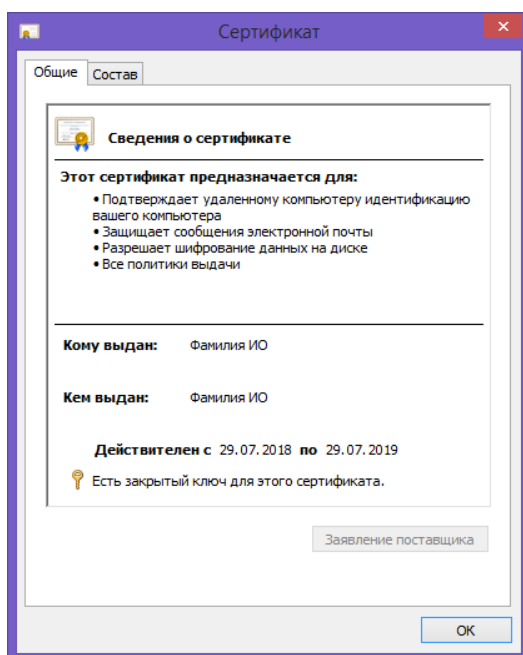 Сертификат
Общие
Состав
Сведения о сертификате
Этот сертификат предназначается для:
• Подтверждает удаленному компьютеру идентификацию
вашего компьютера
• Защищает сообщения электронной почты
• Разрешает шифрование данных на диске
• Все политики выдачи
Кому выдан: Фамилия ИО
Кем выдан: Фамилия ИО
Действителен с 29.07.2018 по 29.07.2019
Есть закрытый ключ для этого сертификата.
Заявление поставщика
ОК